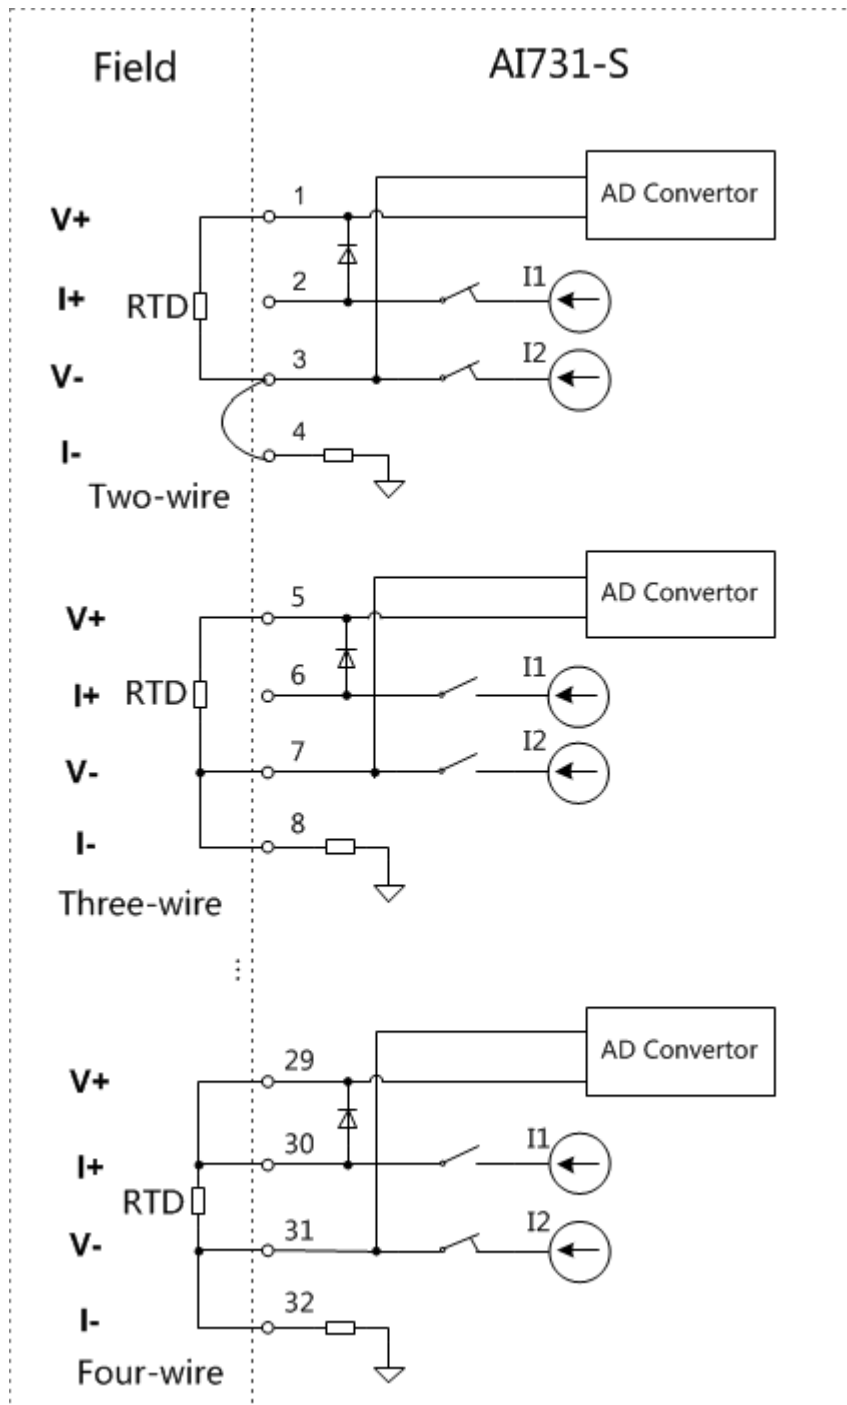 Field AI731-S
1 AD Convertor
V+
2 I1
I+ RTD
3 I2
V-
4
I-
Two-wire
5 AD Convertor
V+
6 I1
I+ RTD
7 I2
V-
8
I-
Three-wire
⋮
29 AD Convertor
V+
30 I1
I+
RTD
31 I2
V-
32
I-
Four-wire